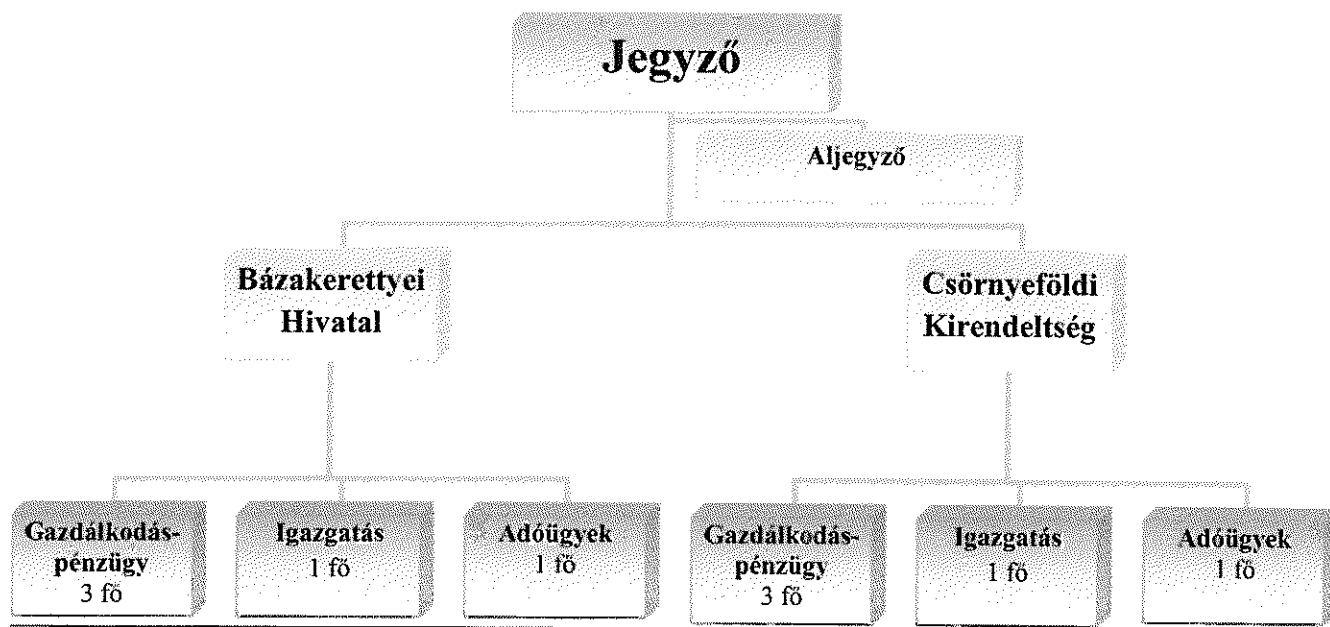 Jegyző
Aljegyző
Bázakerettyei
Hivatal
Csörnyeföldi
Kirendeltség
Gazdálkodás-
pénzügy
3 fő
Igazgatás
1 fő
Adóügyek
1 fő
Gazdálkodás-
pénzügy
3 fő
Igazgatás
1 fő
Adóügyek
1 fő